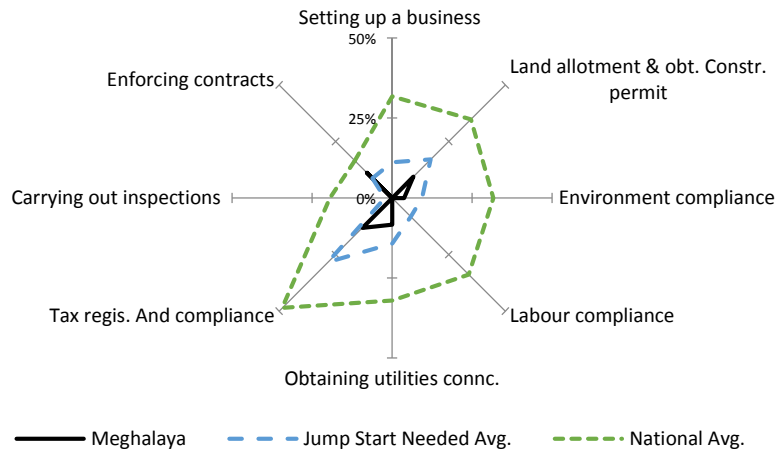 Setting up a business
50%
Enforcing contracts
Land allotment & obt. Constr.
permit
25%
Carrying out inspections
0%
Environment compliance
Tax regis. And compliance
Labour compliance
Obtaining utilities connc.
Meghalaya
Jump Start Needed Avg.
National Avg.